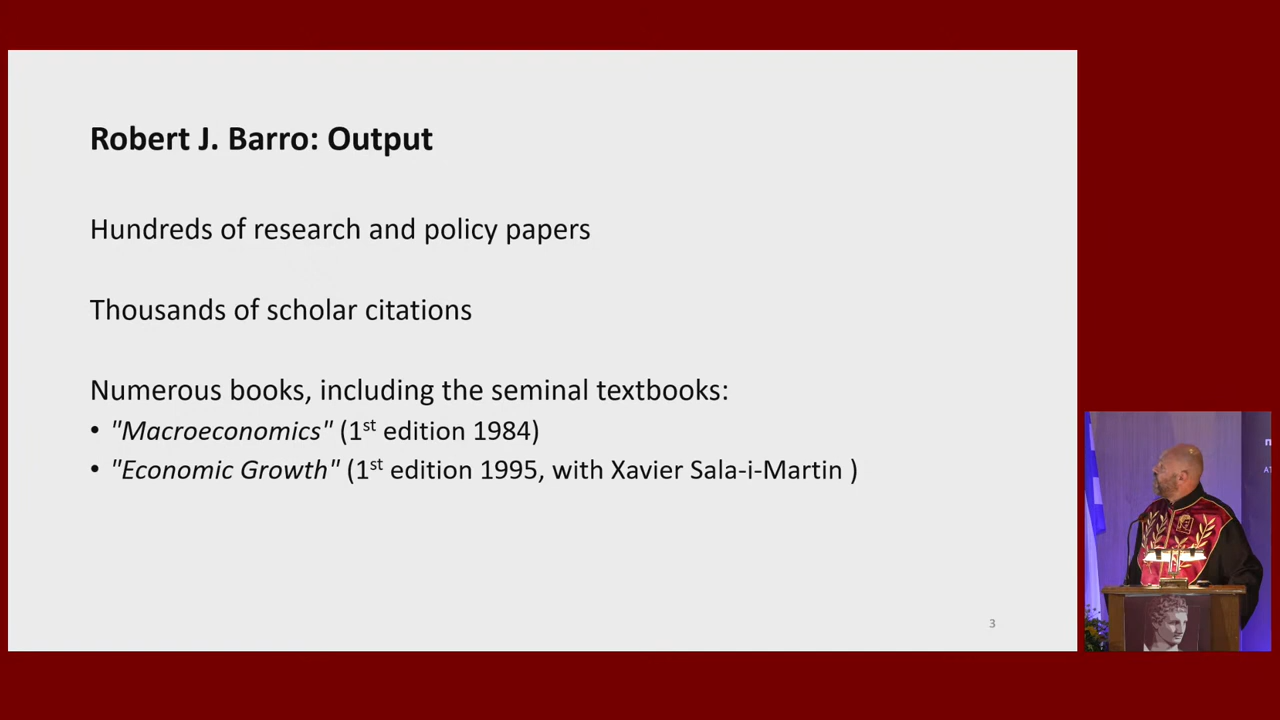 Robert J. Barro: Output
Hundreds of research and policy papers
Thousands of scholar citations
Numerous books, including the seminal textbooks:
• "Macroeconomics" (1st edition 1984)
• "Economic Growth" (1st edition 1995, with Xavier Sala-i-Martin )
3